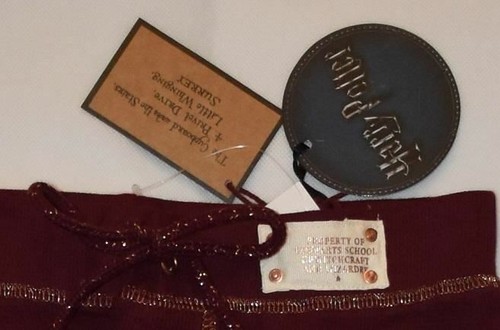 The Cupboard under the Stairs,
4 Privet Drive,
Little Whinging,
SURREY
Harry Potter
PROPERTY OF
HOGWARTS SCHOOL
OF WITCHCRAFT
AND WIZARDRY